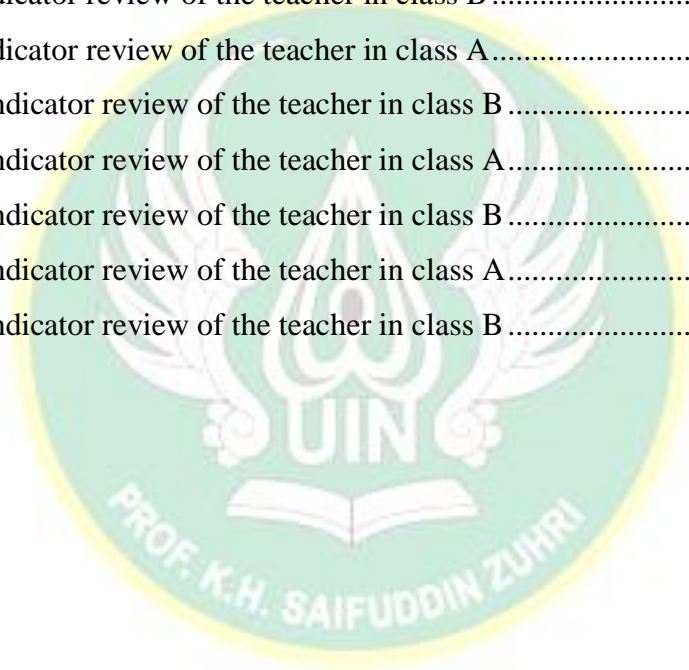 dicator review of the teacher in class B ......................
dicator review of the teacher in class A.........................
ndicator review of the teacher in class B .......................
ndicator review of the teacher in class A.......................
ndicator review of the teacher in class B .......................
ndicator review of the teacher in class A.......................
ndicator review of the teacher in class B .......................
UIN
PROF. K.H. SAIFUDDIN ZUHRI